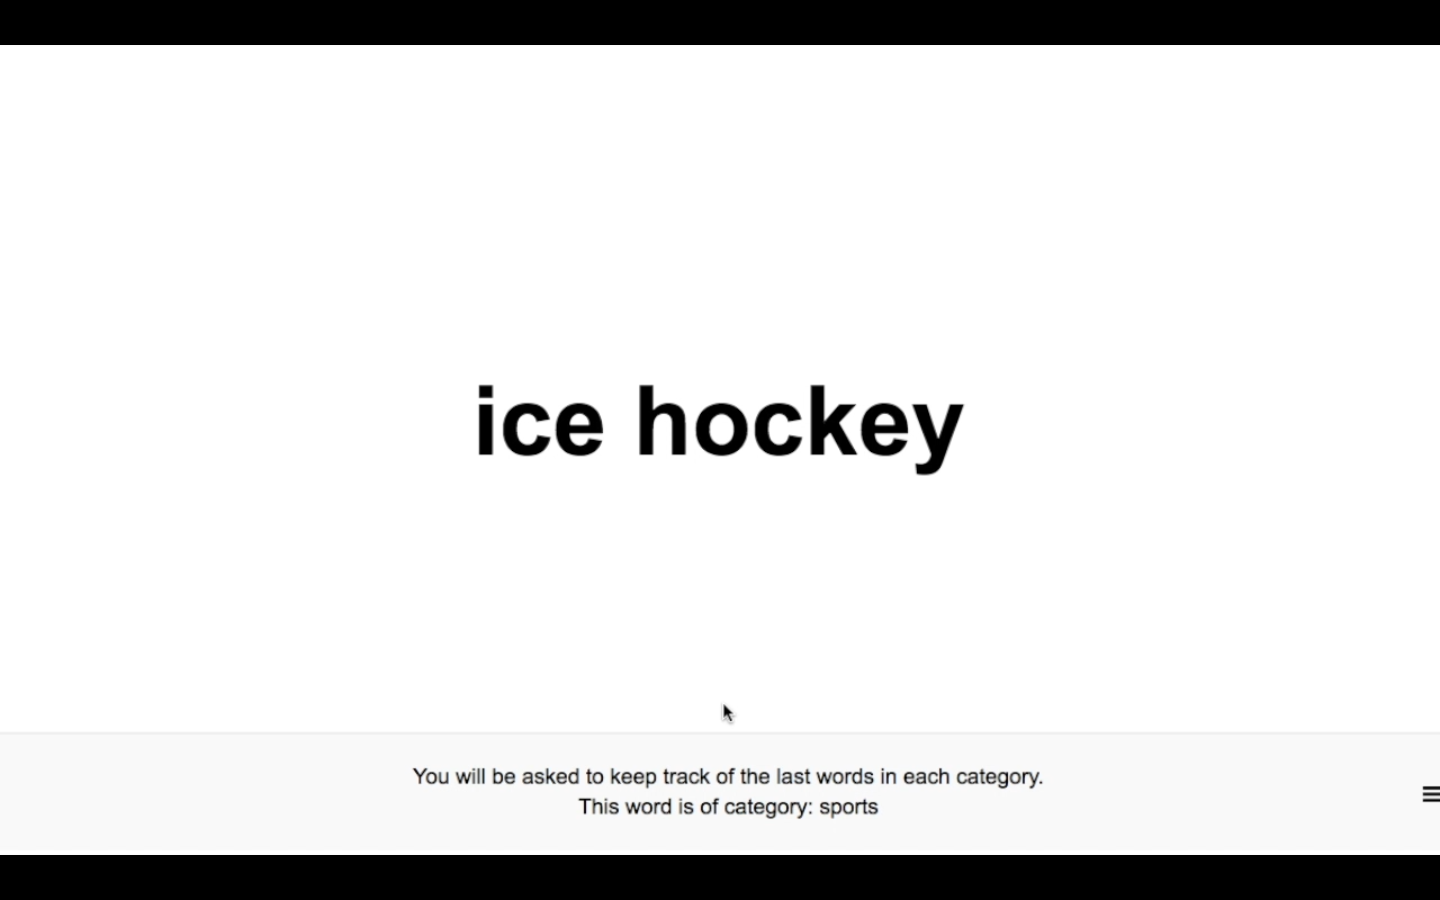 ice hockey
You will be asked to keep track of the last words in each category.
This word is of category: sports